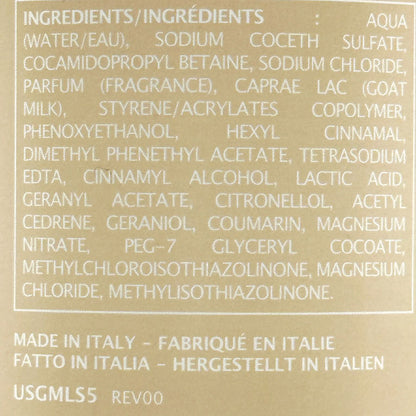 INGREDIENTS/INGRÉDIENTS : AQUA
(WATER/EAU), SODIUM COCETH SULFATE,
COCAMIDOPROPYL BETAINE, SODIUM CHLORIDE,
PARFUM (FRAGRANCE), CAPRAE LAC (GOAT
MILK), STYRENE/ACRYLATES COPOLYMER,
PHENOXYETHANOL, HEXYL CINNAMAL,
DIMETHYL PHENETHYL ACETATE, TETRASODIUM
EDTA, CINNAMYL ALCOHOL, LACTIC ACID,
GERANYL ACETATE, CITRONELLOL, ACETYL
CEDRENE, GERANIOL, COUMARIN, MAGNESIUM
NITRATE, PEG-7 GLYCERYL COCOATE,
METHYLCHLOROISOTHIAZOLINONE, MAGNESIUM
CHLORIDE, METHYLISOTHIAZOLINONE.
MADE IN ITALY - FABRIQUÉ EN ITALIE
FATTO IN ITALIA - HERGESTELLT IN ITALIEN
USGMLS5 REV00